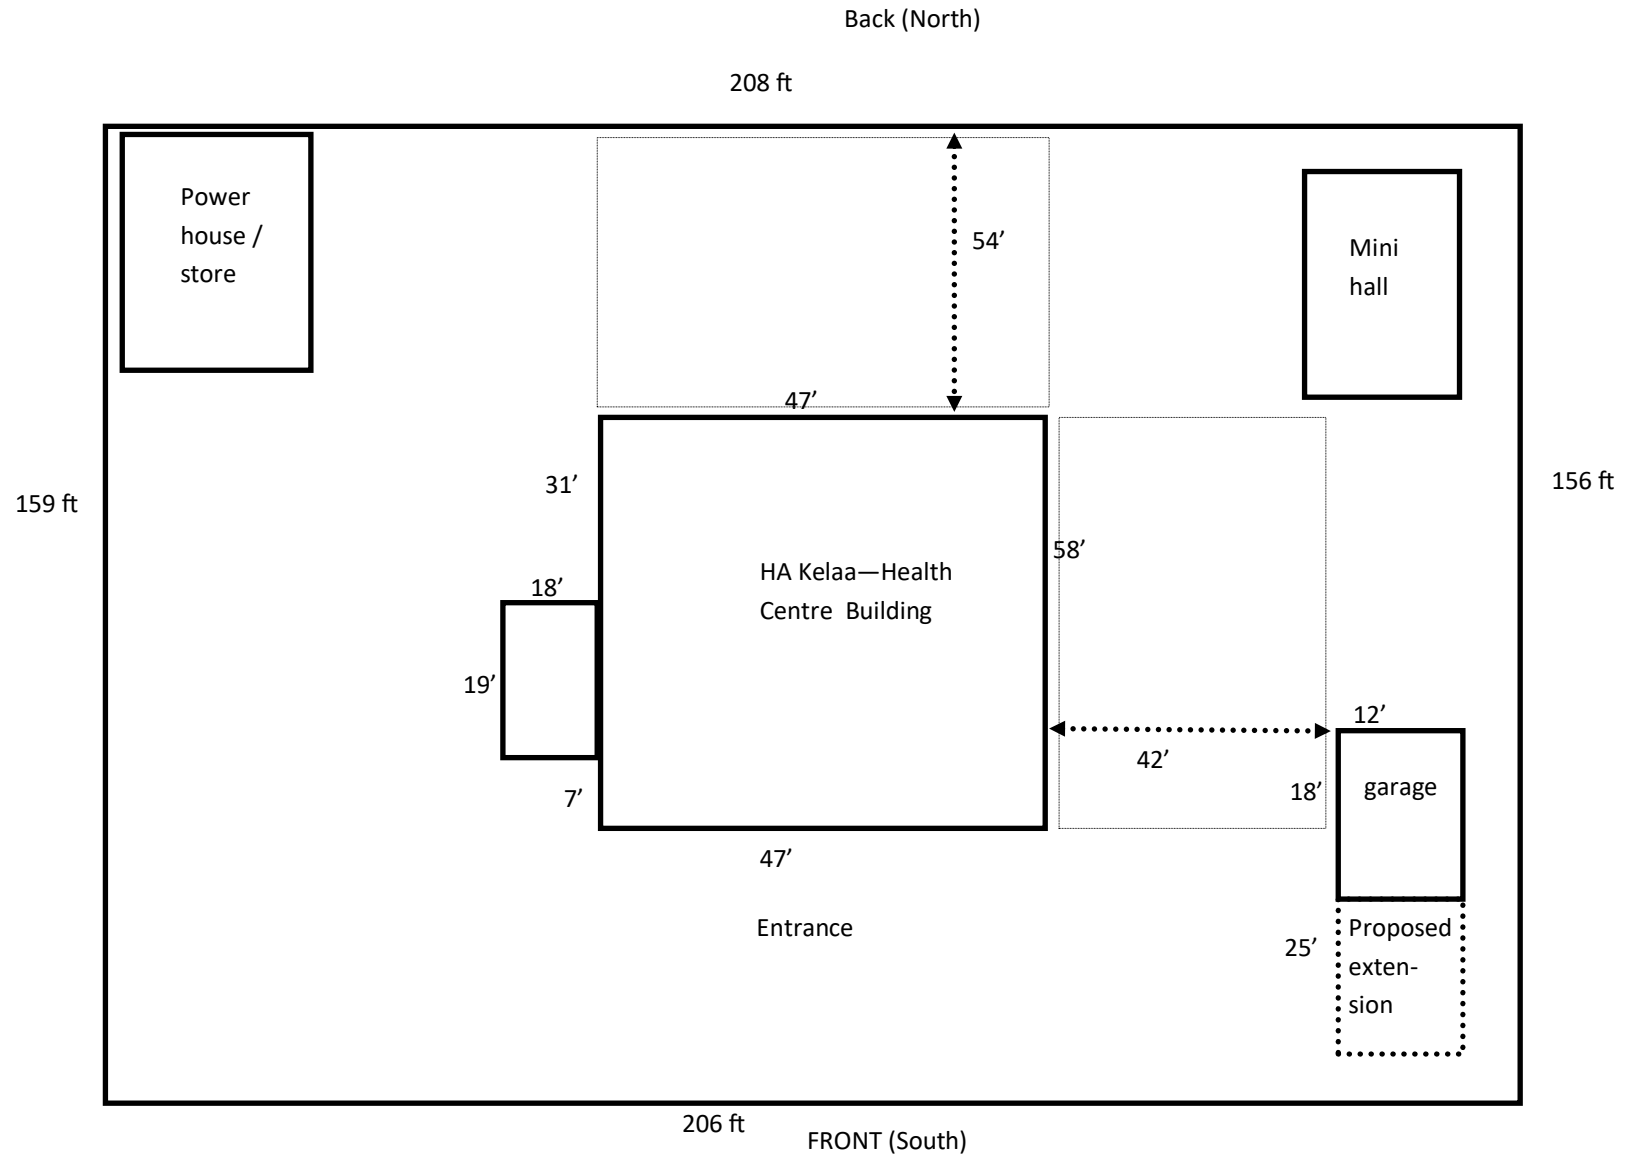 Back (North)
208 ft
Power
house /
store
54’
Mini
hall
47’
31’
159 ft
156 ft
58’
HA Kelaa—Health
Centre  Building
18’
19’
12’
42’
7’
18’
garage
47’
Entrance
25’
Proposed
exten-
sion
206 ft
FRONT (South)